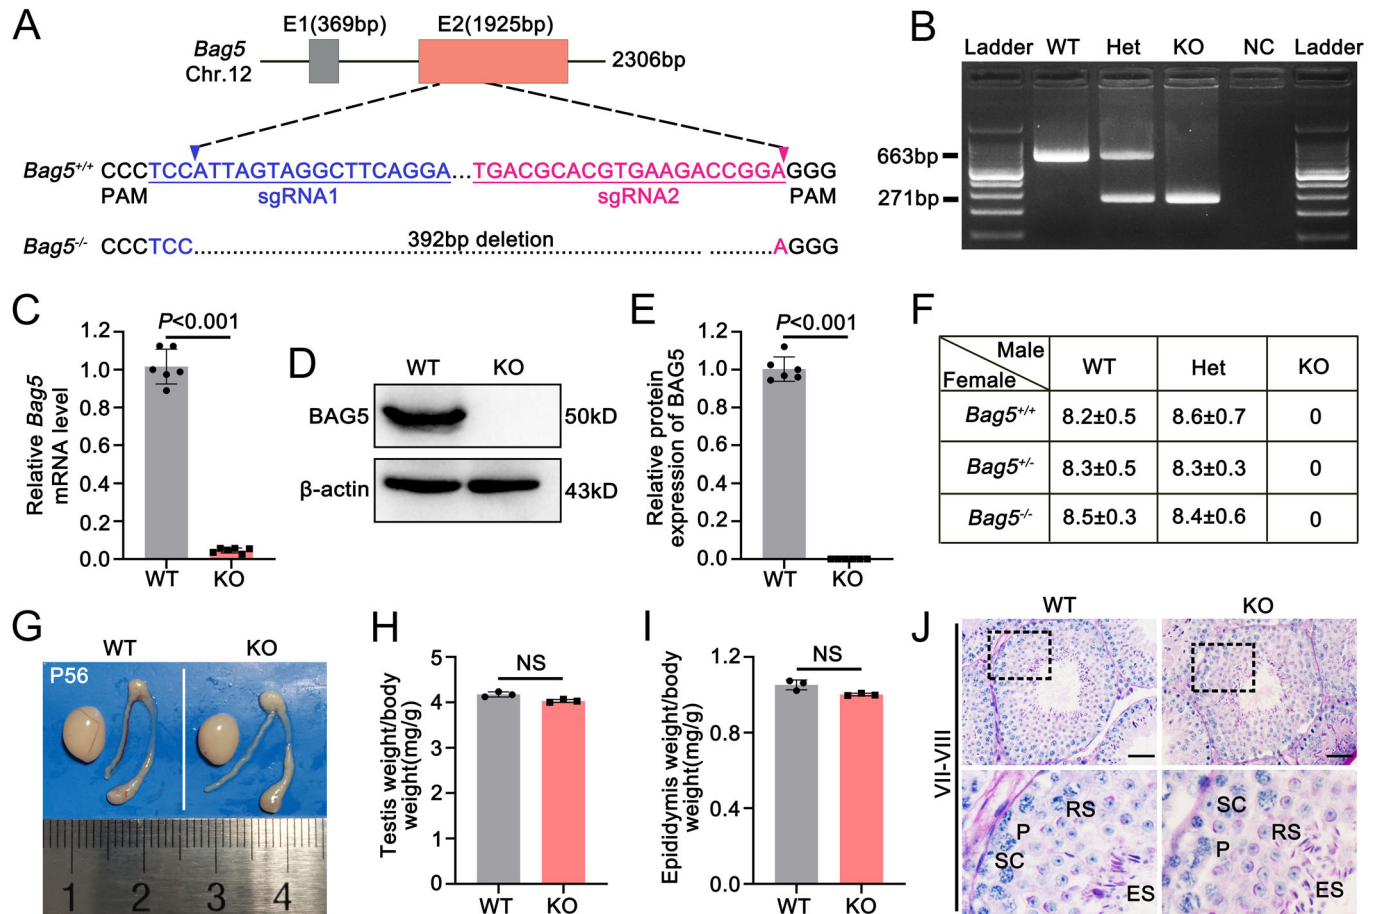 A
E1(369bp)
E2(1925bp)
Bag5
Chr.12
2306bp
Bag5+/+ CCCTCCATTAGTAGGCTTCAGGA...TGACGCACGTGAAGACCGGAGGG
PAM sgRNA1 sgRNA2 PAM
Bag5-/- CCCTCC 392bp deletion AGGG
B
Ladder WT Het KO NC Ladder
663bp
271bp
C
Relative Bag5
mRNA level
P<0.001
1.2
1.0
0.8
0.6
0.4
0.2
0.0
WT KO
D
WT KO
BAG5 50kD
β-actin 43kD
E
Relative protein
expression of BAG5
P<0.001
1.2
1.0
0.8
0.6
0.4
0.2
0.0
WT KO
F
Male
Female
WT Het KO
Bag5+/+ 8.2±0.5 8.6±0.7 0
Bag5+/- 8.3±0.5 8.3±0.3 0
Bag5-/- 8.5±0.3 8.4±0.6 0
G
WT KO
P56
1 2 3 4
H
Testis weight/body
weight(mg/g)
NS
5
4
3
2
1
0
WT KO
I
Epididymis weight/body
weight(mg/g)
NS
1.2
0.8
0.4
0.0
WT KO
J
WT KO
VII-VIII
RS
P
SC
ES
SC
RS
P
ES